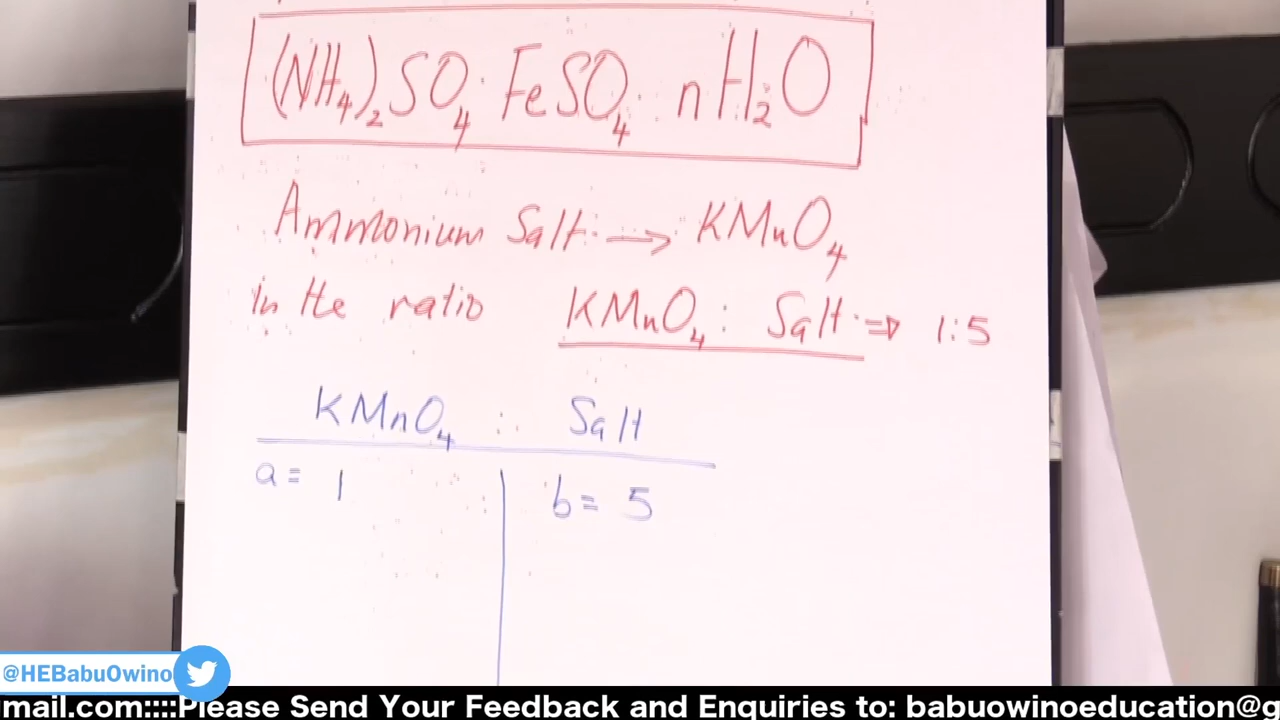 (NH₄)₂SO₄·FeSO₄·nH₂O
Ammonium Salt → KMnO₄
in the ratio KMnO₄ : Salt ⇒ 1:5
KMnO₄ : Salt
a = 1 b = 5
@HEBabuOwino
mail.com::::Please Send Your Feedback and Enquiries to: babuowinoeducation@g